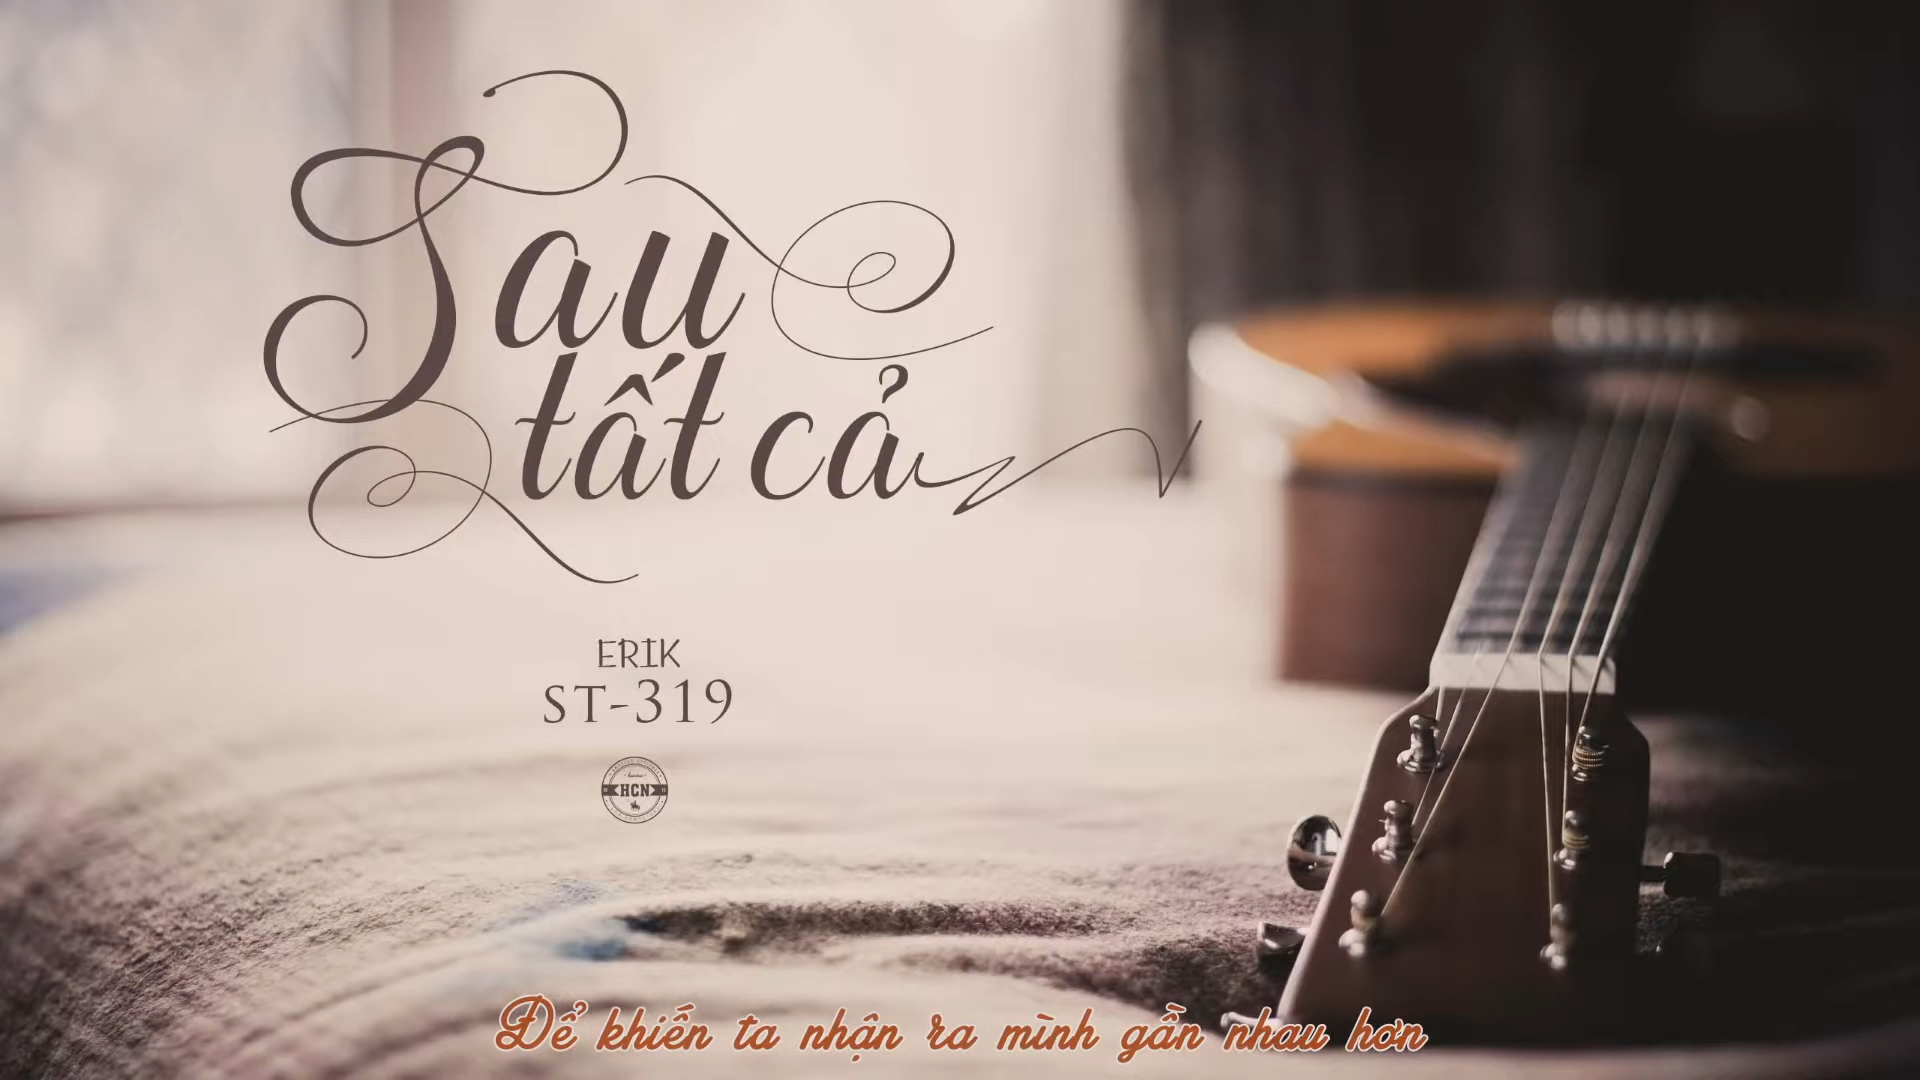 Sau
tất cả
ERIK
ST-319
HCN
Để khiến ta nhận ra mình gần nhau hơn